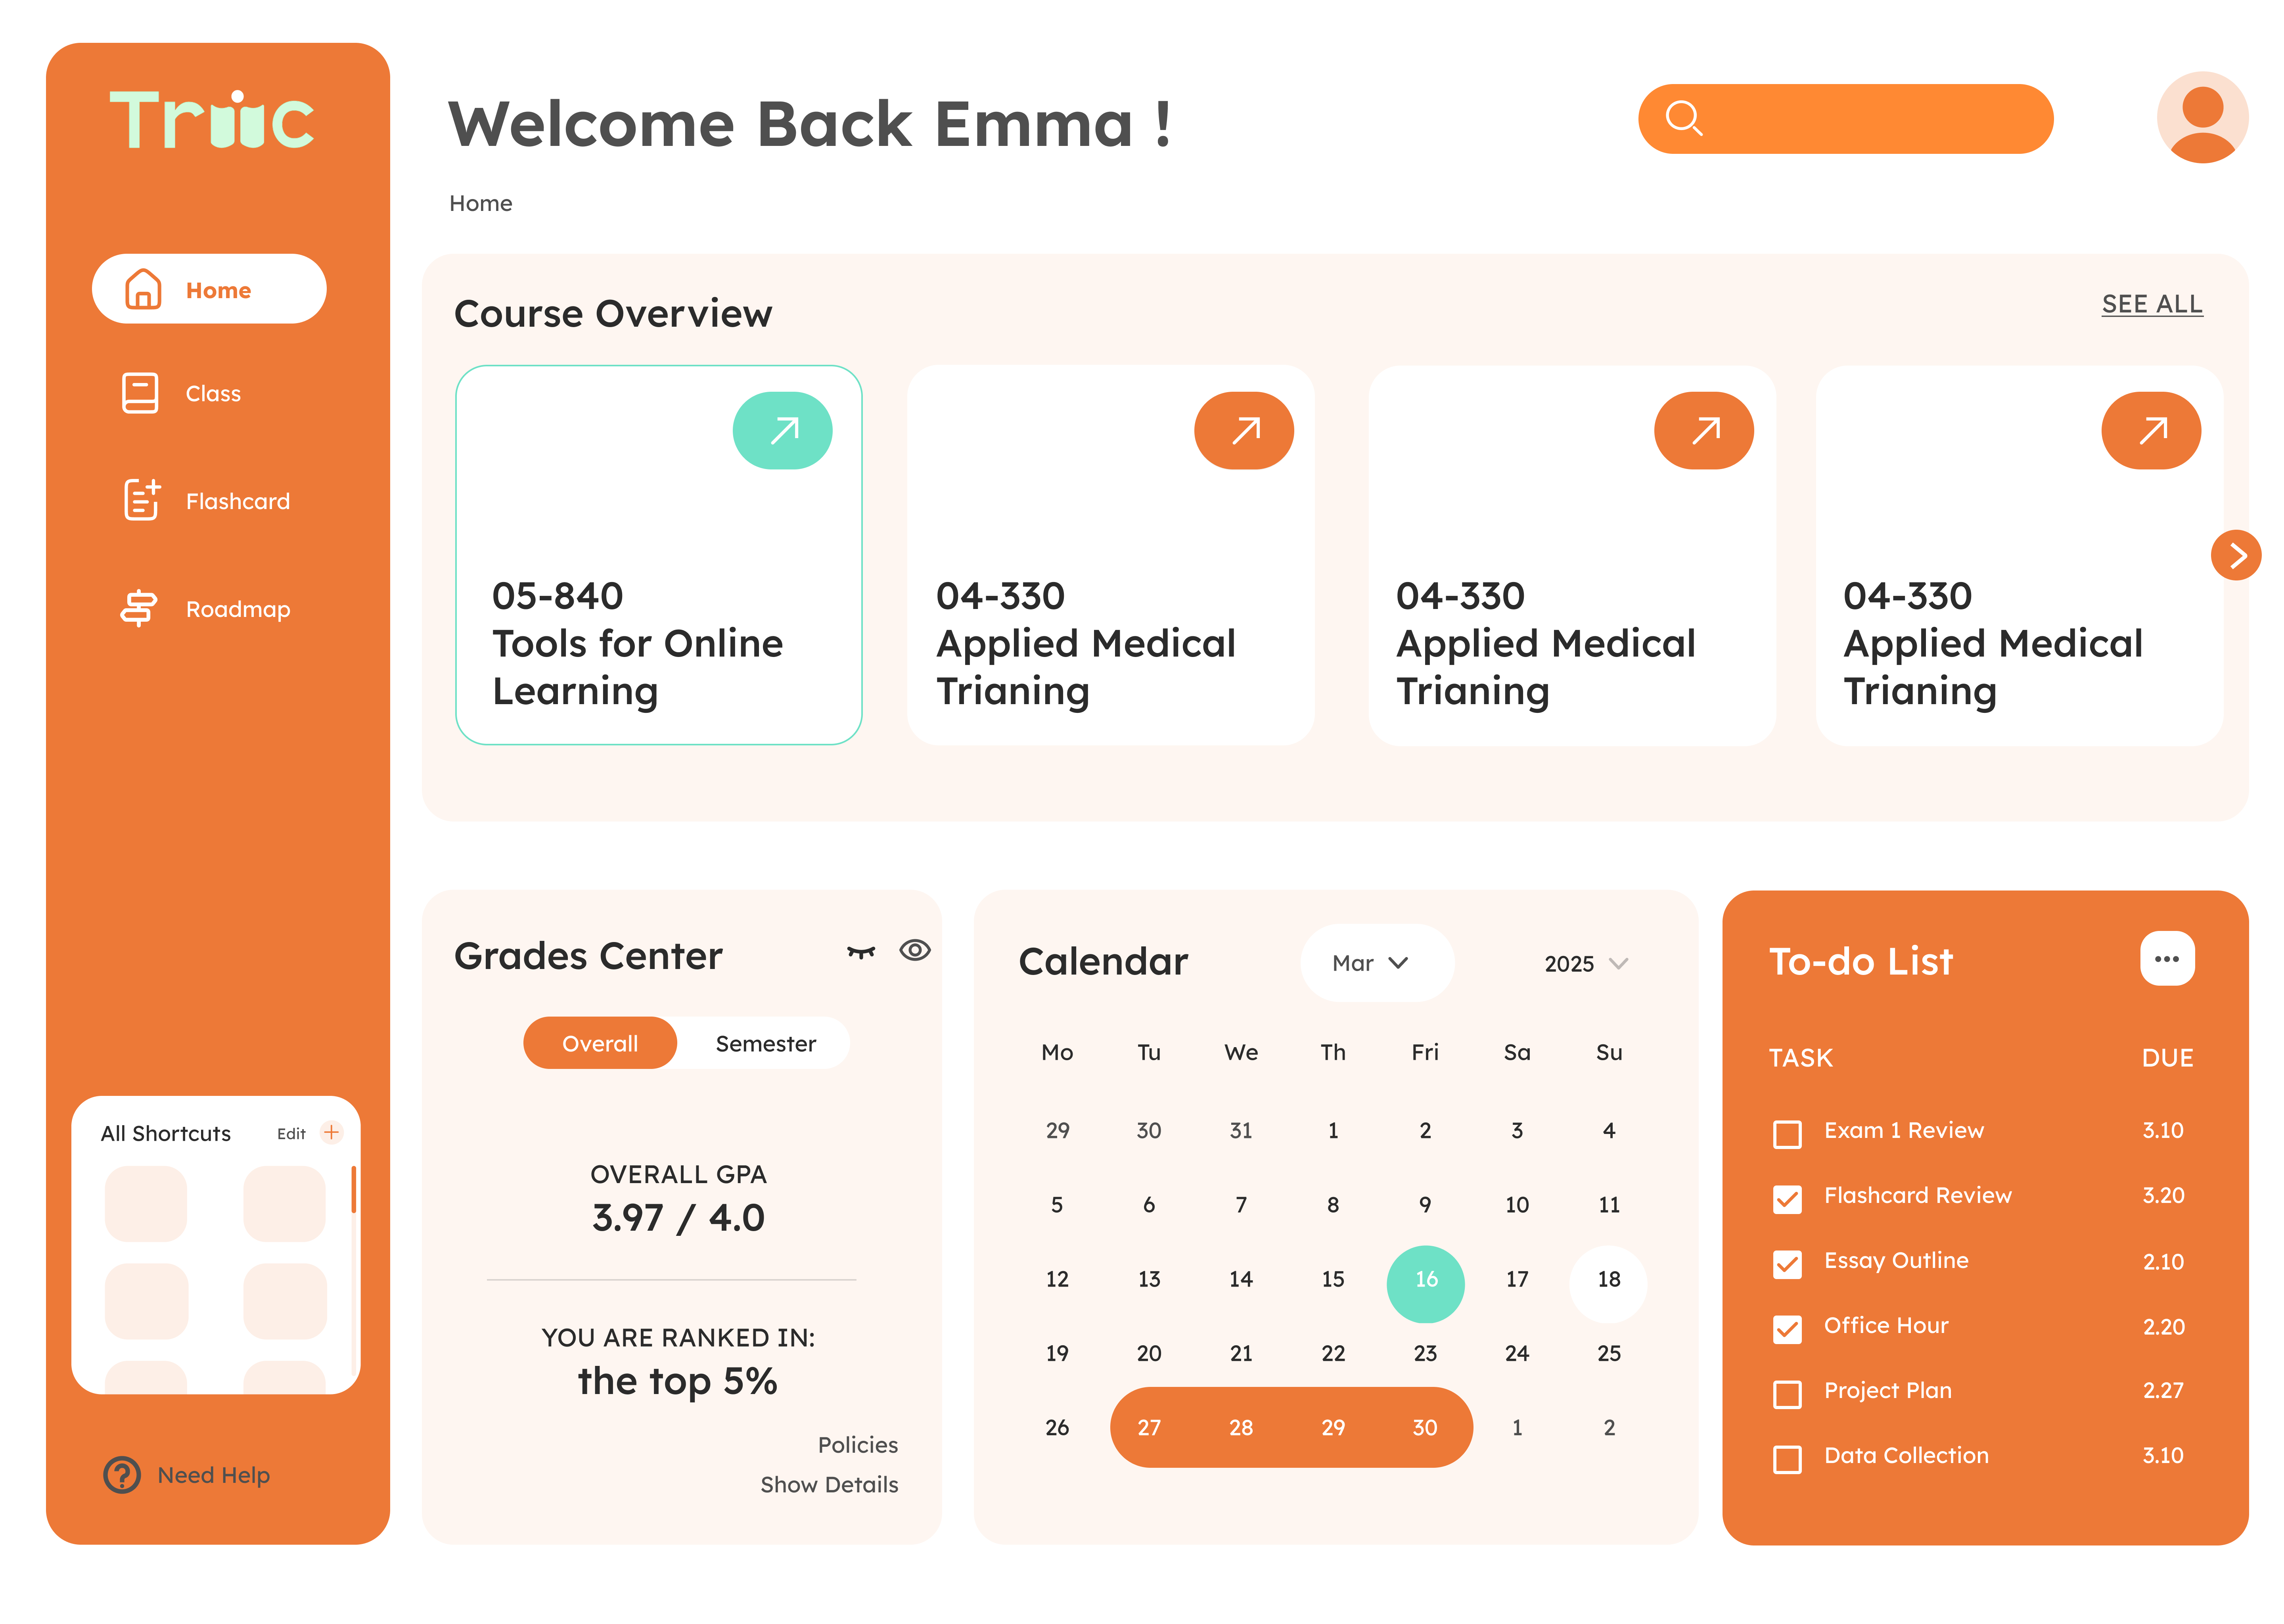 Truc
Welcome Back Emma !
Home
Home
Class
Flashcard
Roadmap
All Shortcuts Edit
Need Help
Course Overview
SEE ALL
05-840
Tools for Online
Learning
04-330
Applied Medical
Trianing
04-330
Applied Medical
Trianing
04-330
Applied Medical
Trianing
Grades Center
Overall Semester
OVERALL GPA
3.97 / 4.0
YOU ARE RANKED IN:
the top 5%
Policies
Show Details
Calendar Mar 2025
Mo Tu We Th Fri Sa Su
29 30 31 1 2 3 4
5 6 7 8 9 10 11
12 13 14 15 16 17 18
19 20 21 22 23 24 25
26 27 28 29 30 1 2
To-do List
TASK DUE
Exam 1 Review 3.10
Flashcard Review 3.20
Essay Outline 2.10
Office Hour 2.20
Project Plan 2.27
Data Collection 3.10